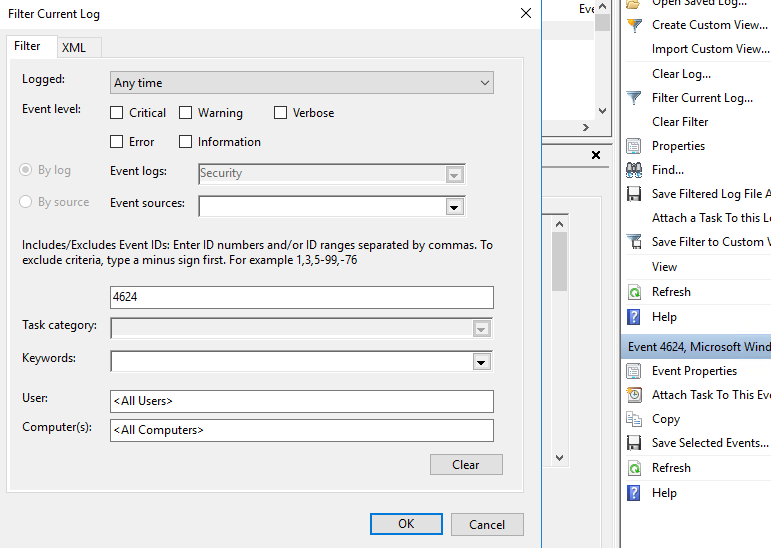 Filter Current Log
Filter
XML
Logged:
Any time
Event level:
Critical
Warning
Verbose
Error
Information
By log
Event logs:
Security
By source
Event sources:
Includes/Excludes Event IDs: Enter ID numbers and/or ID ranges separated by commas. To
exclude criteria, type a minus sign first. For example 1,3,5-99,-76
4624
Task category:
Keywords:
User:
<All Users>
Computer(s):
<All Computers>
Clear
OK
Cancel
Eve
Open Saved Log...
Create Custom View...
Import Custom View...
Clear Log...
Filter Current Log...
Clear Filter
Properties
Find...
Save Filtered Log File A
Attach a Task To this L
Save Filter to Custom V
View
Refresh
Help
Event 4624, Microsoft Wind
Event Properties
Attach Task To This Eve
Copy
Save Selected Events...
Refresh
Help